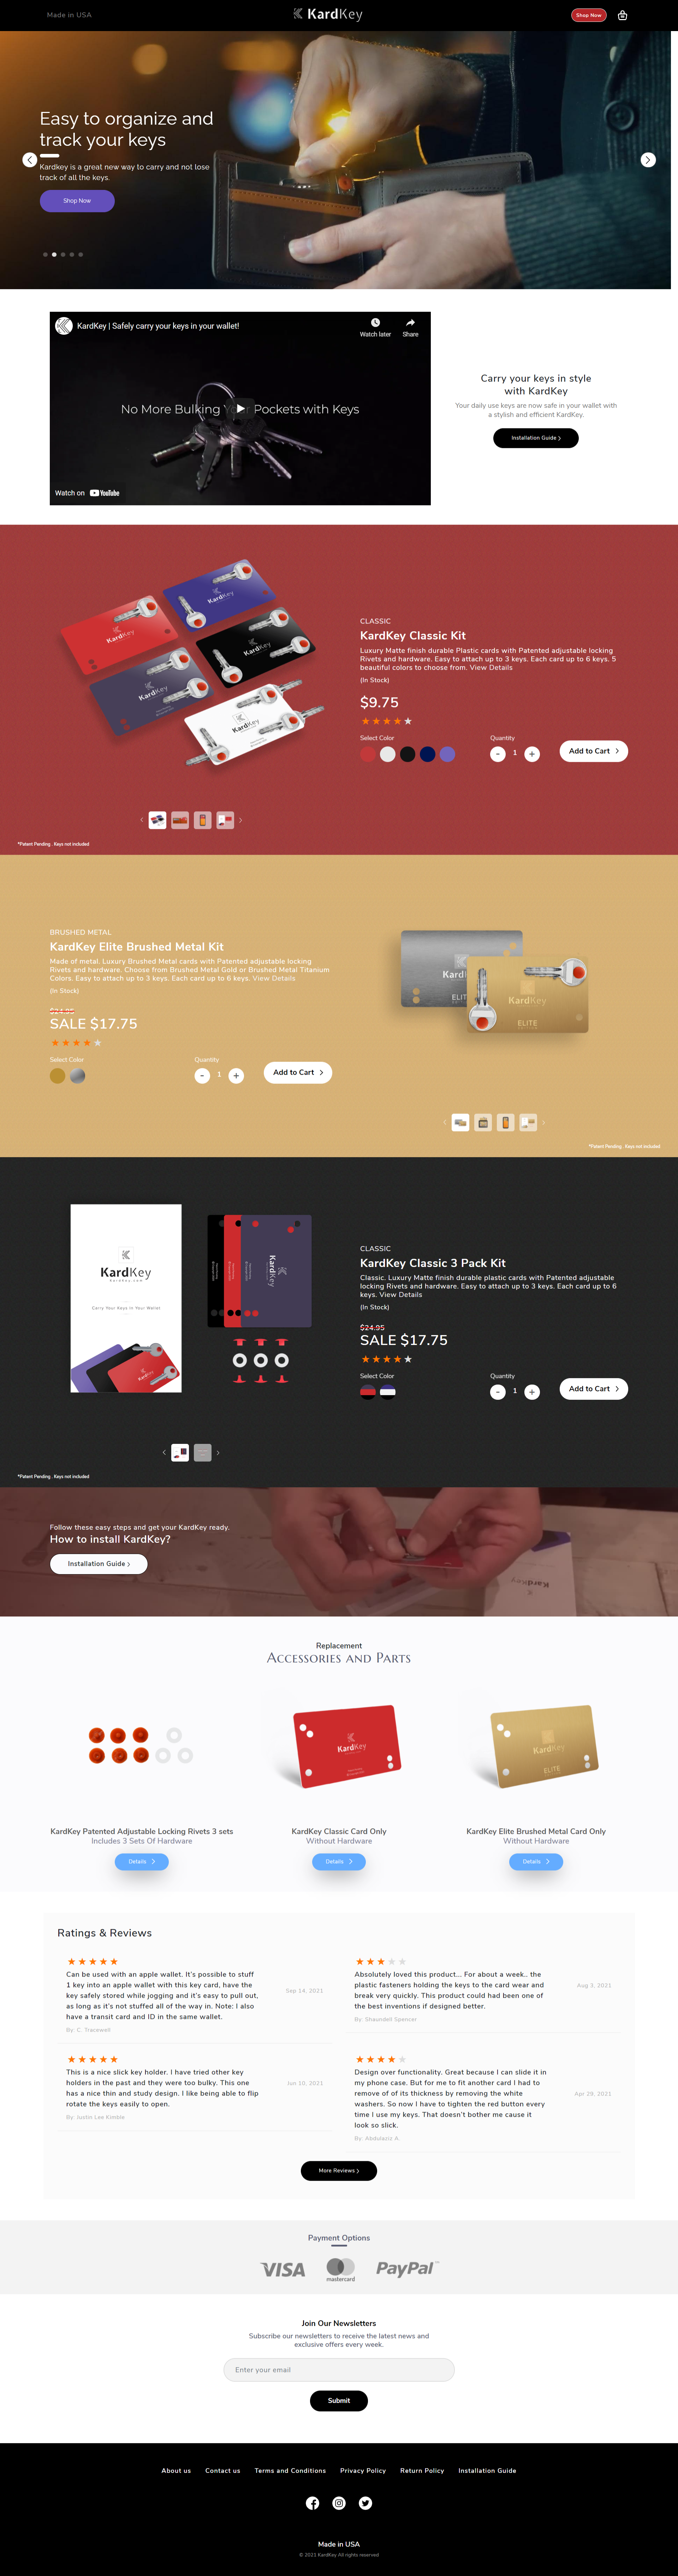 Made in USA
KardKey
Shop Now
Easy to organize and
track your keys
Kardkey is a great new way to carry and not lose
track of all the keys.
Shop Now
KardKey | Safely carry your keys in your wallet!
Watch later
Share
No More Bulking Your Pockets with Keys
Watch on YouTube
Carry your keys in style
with KardKey
Your daily use keys are now safe in your wallet with
a stylish and efficient KardKey.
Installation Guide
CLASSIC
KardKey Classic Kit
Luxury Matte finish durable Plastic cards with Patented adjustable locking
Rivets and hardware. Easy to attach up to 3 keys. Each card up to 6 keys. 5
beautiful colors to choose from. View Details
(In Stock)
$9.75
Select Color
Quantity
- 1 +
Add to Cart
*Patent Pending . Keys not included
BRUSHED METAL
KardKey Elite Brushed Metal Kit
Made of metal. Luxury Brushed Metal cards with Patented adjustable locking
Rivets and hardware. Choose from Brushed Metal Gold or Brushed Metal Titanium
Colors. Easy to attach up to 3 keys. Each card up to 6 keys. View Details
(In Stock)
$24.95
SALE $17.75
Select Color
Quantity
- 1 +
Add to Cart
KardKey
ELITE
*Patent Pending . Keys not included
KardKey
Carry Your Keys In Your Wallet
KardKey
CLASSIC
KardKey Classic 3 Pack Kit
Classic. Luxury Matte finish durable plastic cards with Patented adjustable
locking Rivets and hardware. Easy to attach up to 3 keys. Each card up to 6
keys. View Details
(In Stock)
$24.95
SALE $17.75
Select Color
Quantity
- 1 +
Add to Cart
*Patent Pending . Keys not included
Follow these easy steps and get your KardKey ready.
How to install KardKey?
Installation Guide
Replacement
Accessories and Parts
KardKey
KardKey
ELITE
KardKey Patented Adjustable Locking Rivets 3 sets
Includes 3 Sets Of Hardware
Details
KardKey Classic Card Only
Without Hardware
Details
KardKey Elite Brushed Metal Card Only
Without Hardware
Details
Ratings & Reviews
Can be used with an apple wallet. It's possible to stuff
1 key into an apple wallet with this key card, have the
key safely stored while jogging and it's easy to pull out,
as long as it's not stuffed all of the way in. Note: I also
have a transit card and ID in the same wallet.
Sep 14, 2021
By: C. Tracewell
Absolutely loved this product... For about a week.. the
plastic fasteners holding the keys to the card wear and
break very quickly. This product could had been one of
the best inventions if designed better.
Aug 3, 2021
By: Shaundell Spencer
This is a nice slick key holder. I have tried other key
holders in the past and they were too bulky. This one
has a nice thin and study design. I like being able to flip
rotate the keys easily to open.
Jun 10, 2021
By: Justin Lee Kimble
Design over functionality. Great because I can slide it in
my phone case. But for me to fit another card I had to
remove of of its thickness by removing the white
washers. So now I have to tighten the red button every
time I use my keys. That doesn't bother me cause it
look so slick.
Apr 29, 2021
By: Abdulaziz A
More Reviews
Payment Options
VISA
mastercard
PayPal
Join Our Newsletters
Subscribe our newsletters to receive the latest news and
exclusive offers every week.
Enter your email
Submit
About us
Contact us
Terms and Conditions
Privacy Policy
Return Policy
Installation Guide
Made in USA
© 2021 KardKey All rights reserved